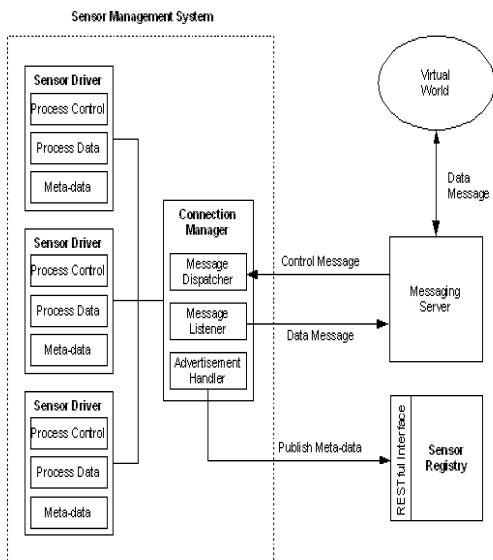 Sensor Management System
Sensor Driver
Process Control
Process Data
Meta-data
Sensor Driver
Process Control
Process Data
Meta-data
Sensor Driver
Process Control
Process Data
Meta-data
Connection
Manager
Message
Dispatcher
Message
Listener
Advertisement
Handler
Control Message
Data Message
Publish Meta-data
Virtual
World
Data
Message
Messaging
Server
RESTful Interface
Sensor
Registry